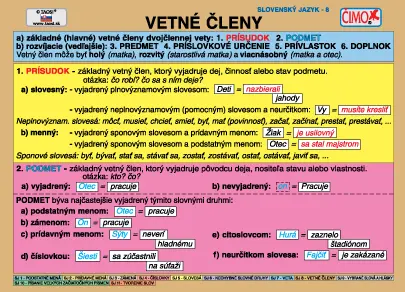 © TAOSI®
www.taosi.sk
SLOVENSKÝ JAZYK - 8
VETNÉ ČLENY
CIMOX
a) základné (hlavné) vetné členy dvojčlennej vety: 1. PRÍSUDOK 2. PODMET
b) rozvíjacie (vedľajšie): 3. PREDMET 4. PRÍSLOVKOVÉ URČENIE 5. PRÍVLASTOK 6. DOPLNOK
Vetný člen môže byť holý (matka), rozvitý (starostlivá matka) a viacnásobný (matka a otec).
1. PRÍSUDOK - základný vetný člen, ktorý vyjadruje dej, činnosť alebo stav podmetu.
otázka: čo robí? čo sa s ním deje?
a) slovesný: - vyjadrený plnovýznamovým slovesom: Deti = nazbierali
jahody
- vyjadrený neplnovýznamovým (pomocným) slovesom a neurčitkom: Vy = musíte kresliť
Neplnovýznam. slovesá: môcť, musieť, chcieť, smieť, byť, mať (povinnosť), začať, začínať, prestať, prestávať, ...
b) menný: - vyjadrený sponovým slovesom a prídavným menom: Žiak = je usilovný
- vyjadrený sponovým slovesom a podstatným menom: Otec = sa stal majstrom
Sponové slovesá: byť, bývať, stať sa, stávať sa, zostať, zostávať, ostať, ostávať, javiť sa, ...
2. PODMET - základný vetný člen, ktorý vyjadruje pôvodcu deja, nositeľa stavu alebo vlastnosti.
otázka: kto? čo?
a) vyjadrený: Otec = pracuje b) nevyjadrený: on = Pracuje
PODMET býva najčastejšie vyjadrený týmito slovnými druhmi:
a) podstatným menom: Otec = pracuje
b) zámenom: On = pracuje
c) prídavným menom: Sýty = neverí
hladnému
d) číslovkou: Šiesti = sa zúčastnili
na súťaži
e) citoslovcom: Hurá = zaznelo
štadiónom
f) neurčitkom slovesa: Fajčiť = je zakázané